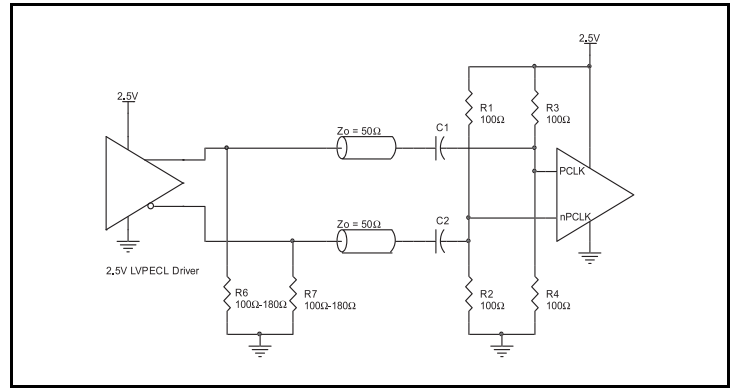 2.5V
2.5V
R1
100Ω
R3
100Ω
Zo = 50Ω
C1
PCLK
nPCLK
Zo = 50Ω
C2
2.5V LVPECL Driver
R6
100Ω-180Ω
R7
100Ω-180Ω
R2
100Ω
R4
100Ω